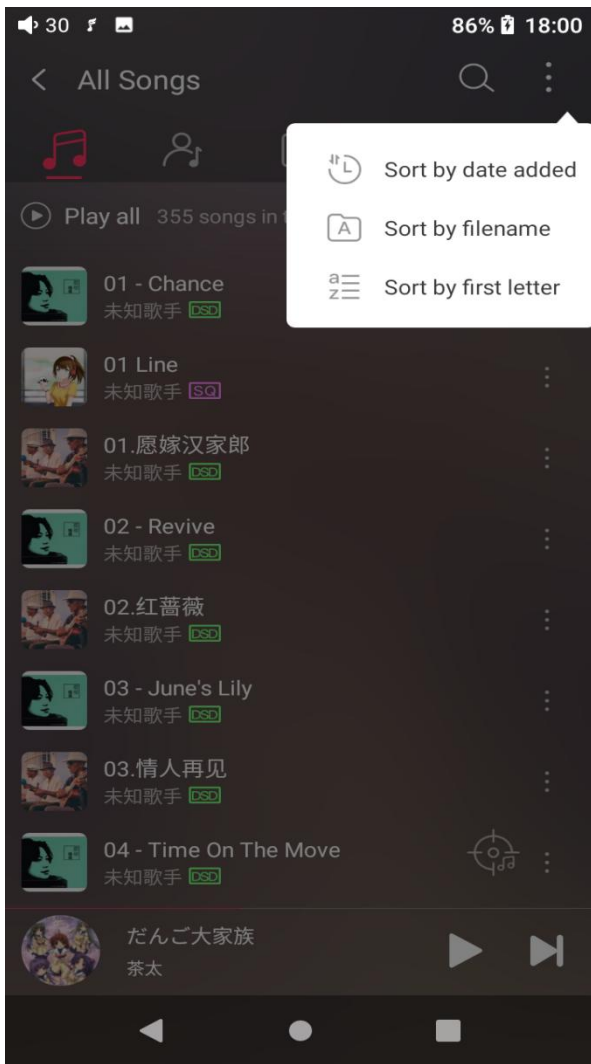 30 86% 18:00
All Songs
Sort by date added
Play all 355 songs in t
Sort by filename
Sort by first letter
01 - Chance
未知歌手 DSD
01 Line
未知歌手 SQ
01.愿嫁汉家郎
未知歌手 DSD
02 - Revive
未知歌手 DSD
02.红蔷薇
未知歌手 DSD
03 - June's Lily
未知歌手 DSD
03.情人再见
未知歌手 DSD
04 - Time On The Move
未知歌手 DSD
だんご大家族
茶太